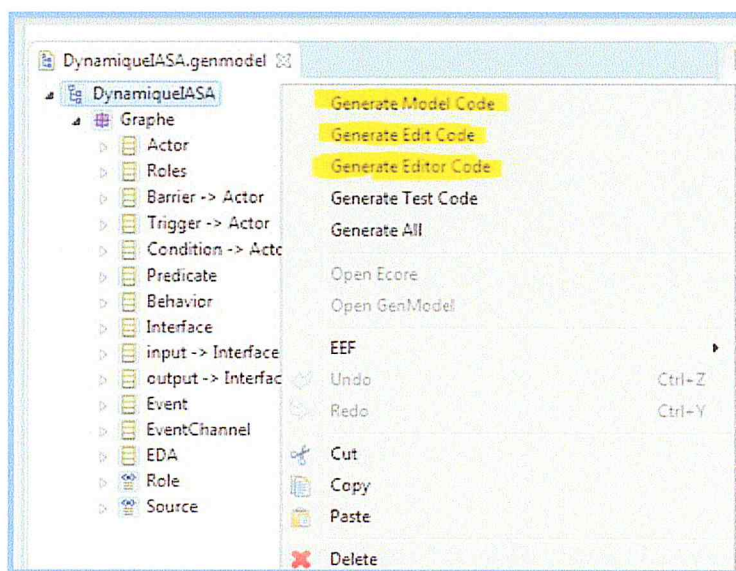 DynamiqueIASA.genmodel
DynamiqueIASA
Graphe
Actor
Roles
Barrier -> Actor
Trigger -> Actor
Condition -> Actc
Predicate
Behavior
Interface
input -> Interface
output -> Interfac
Event
EventChannel
EDA
Role
Source
Generate Model Code
Generate Edit Code
Generate Editor Code
Generate Test Code
Generate All
Open Ecore
Open GenModel
EEF
Undo Ctrl+Z
Redo Ctrl+Y
Cut
Copy
Paste
Delete